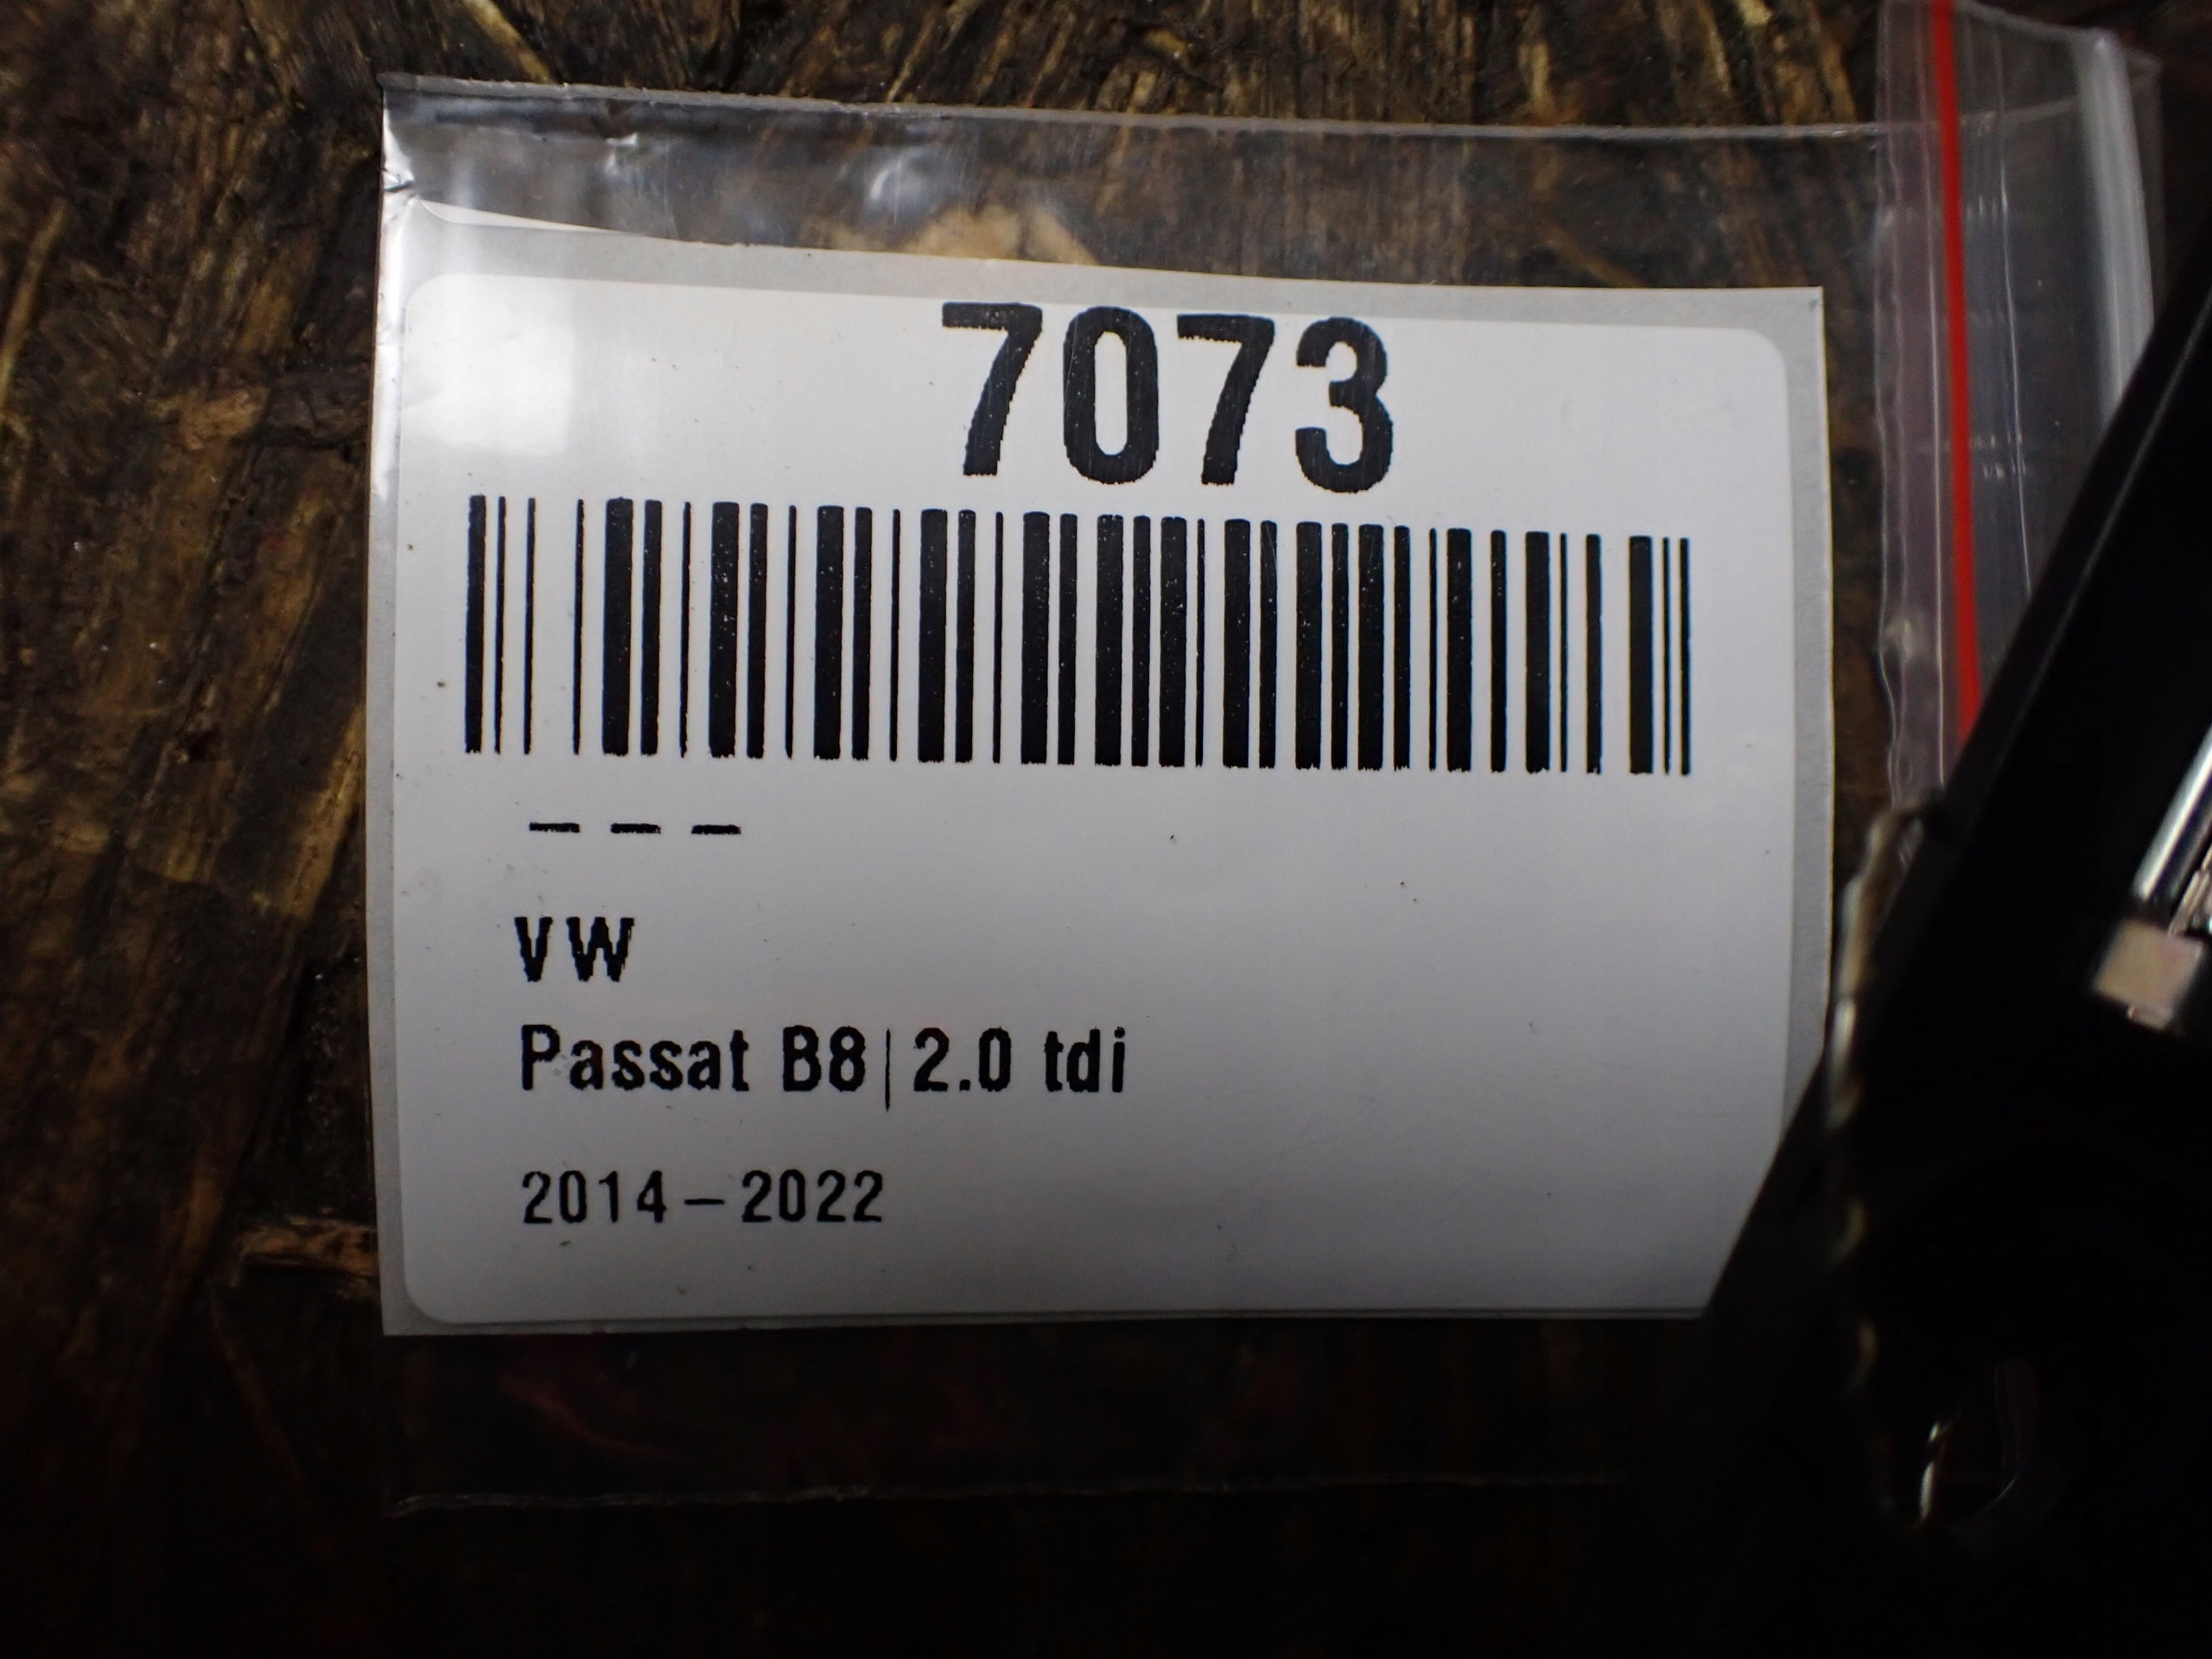 7073
– – –
VW
Passat B8|2.0 tdi
2014–2022